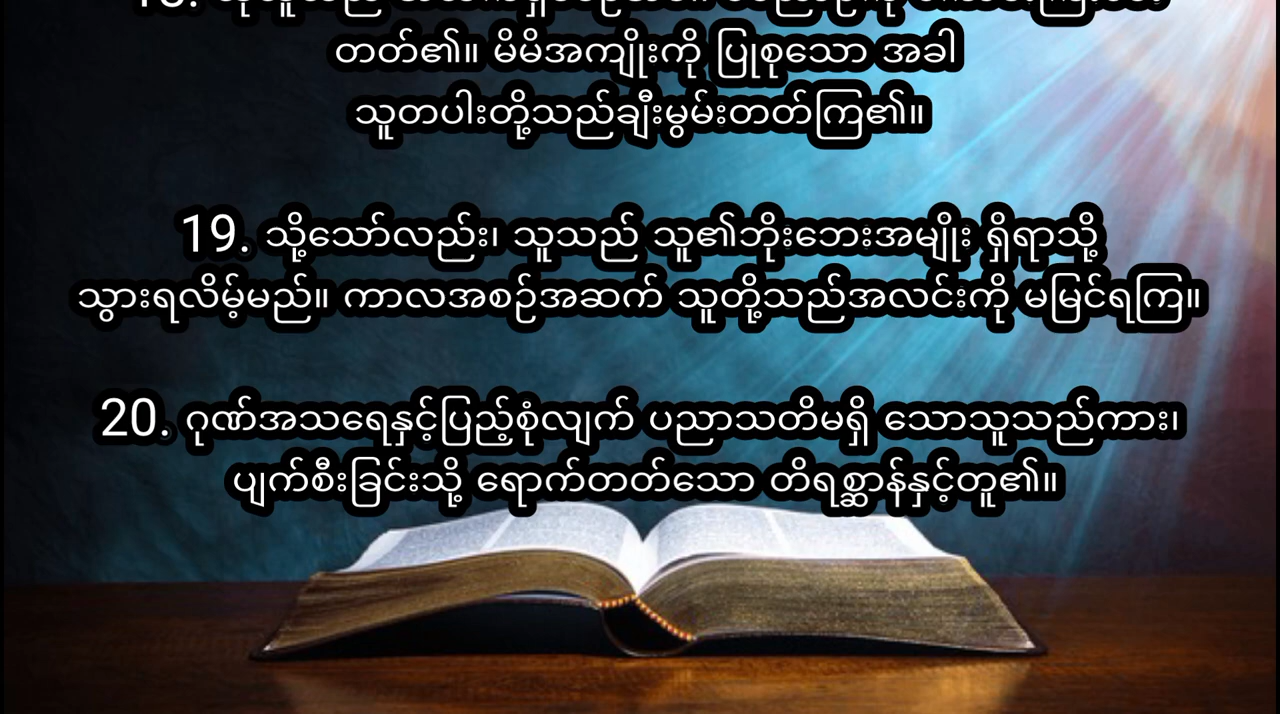 တတ်၏။ မိမိအကျိုးကို ပြုစုသော အခါ
သူတပါးတို့သည်ချီးမွမ်းတတ်ကြ၏။
19. သို့သော်လည်း၊ သူသည် သူ၏ဘိုးဘေးအမျိုး ရှိရာသို့
သွားရလိမ့်မည်။ ကာလအစဉ်အဆက် သူတို့သည်အလင်းကို မမြင်ရကြ။
20. ဂုဏ်အသရေနှင့်ပြည့်စုံလျက် ပညာသတိမရှိ သောသူသည်ကား၊
ပျက်စီးခြင်းသို့ ရောက်တတ်သော တိရစ္ဆာန်နှင့်တူ၏။